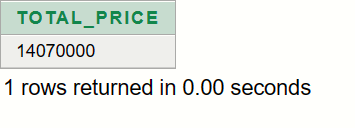 TOTAL_PRICE
14070000
1 rows returned in 0.00 seconds